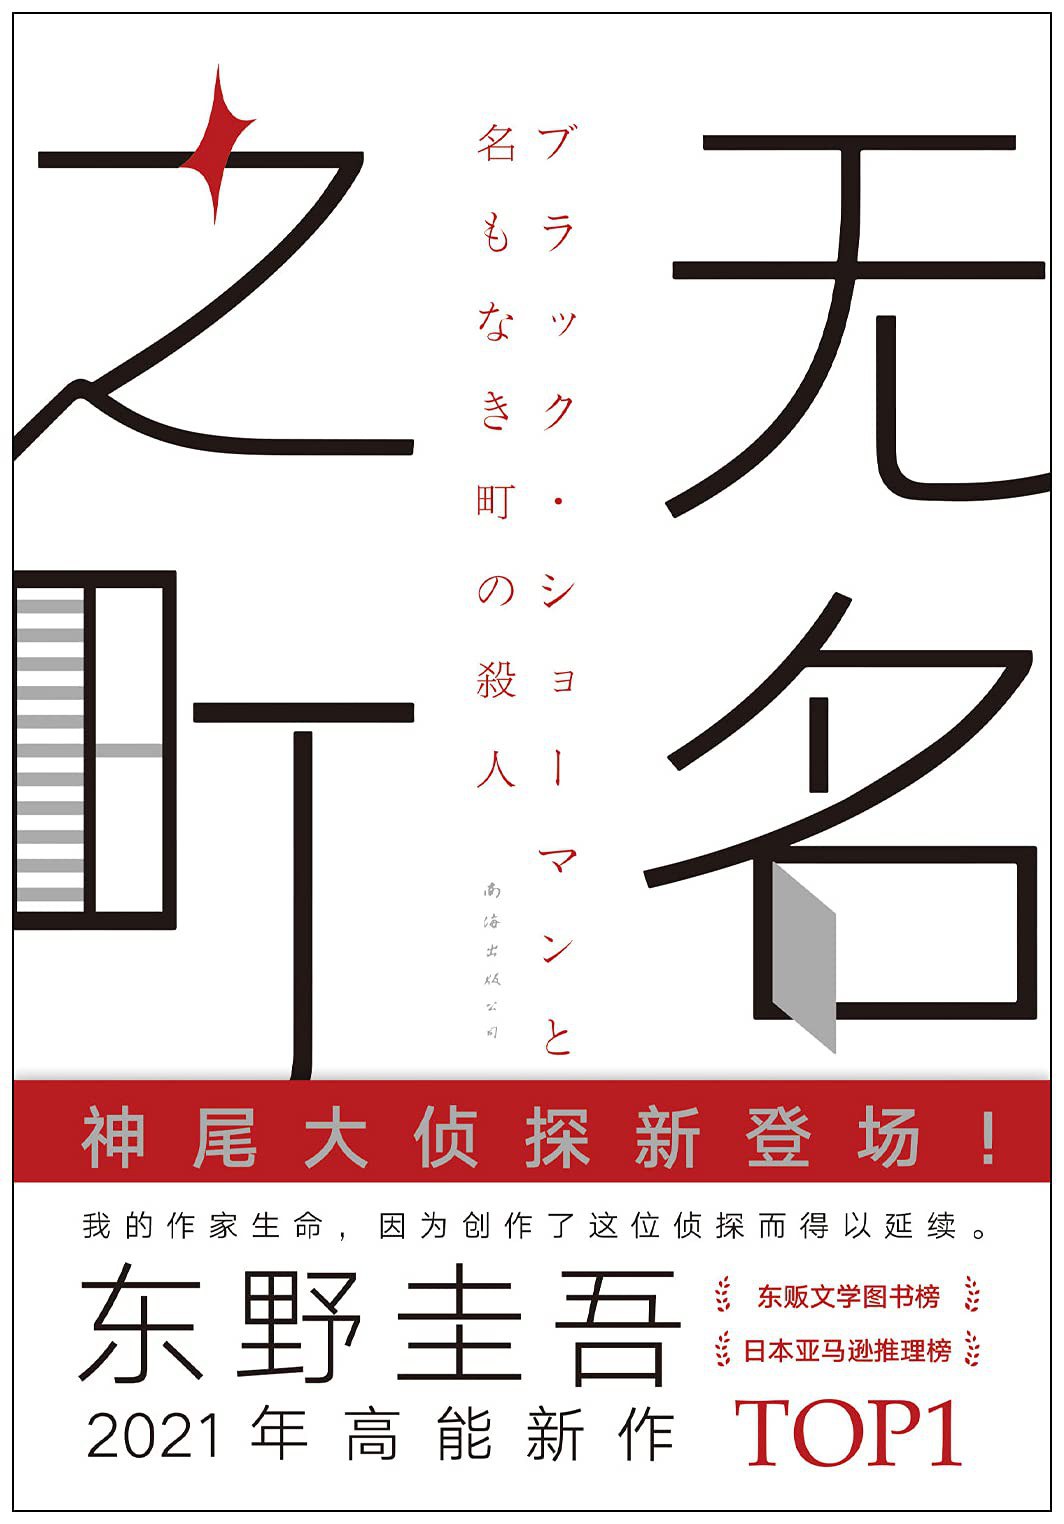 无名
之町
ブラック・ショーマンと
名もなき町の殺人
南海出版公司
神尾大侦探新登场！
我的作家生命，因为创作了这位侦探而得以延续。
东野圭吾
2021年高能新作
东贩文学图书榜
日本亚马逊推理榜
TOP1